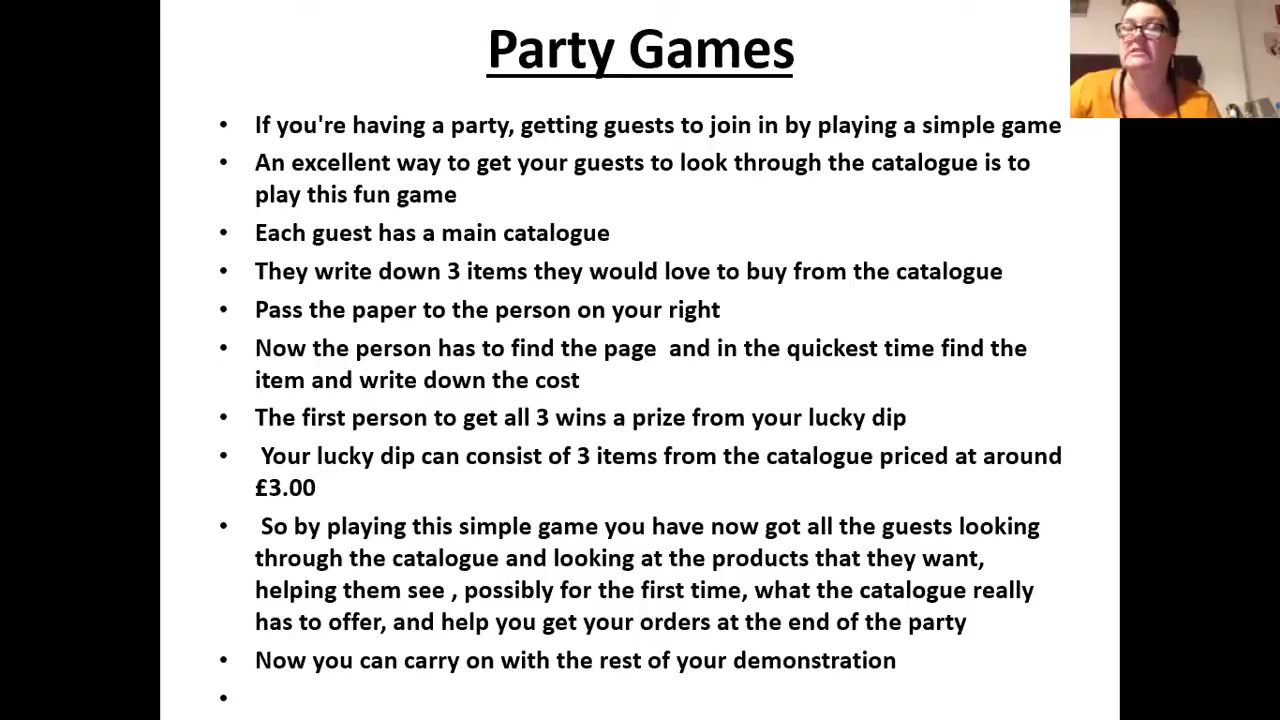 Party Games
• If you're having a party, getting guests to join in by playing a simple game
• An excellent way to get your guests to look through the catalogue is to
play this fun game
• Each guest has a main catalogue
• They write down 3 items they would love to buy from the catalogue
• Pass the paper to the person on your right
• Now the person has to find the page  and in the quickest time find the
item and write down the cost
• The first person to get all 3 wins a prize from your lucky dip
•  Your lucky dip can consist of 3 items from the catalogue priced at around
£3.00
•  So by playing this simple game you have now got all the guests looking
through the catalogue and looking at the products that they want,
helping them see , possibly for the first time, what the catalogue really
has to offer, and help you get your orders at the end of the party
• Now you can carry on with the rest of your demonstration
•